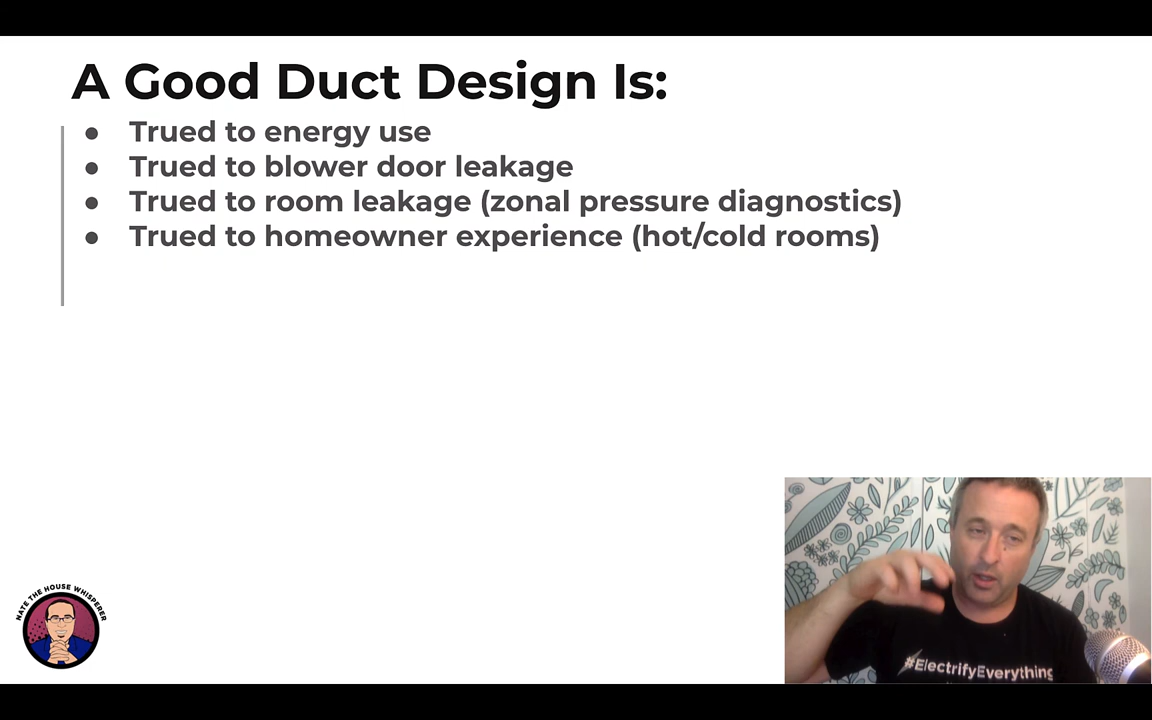 A Good Duct Design Is:
● Trued to energy use
● Trued to blower door leakage
● Trued to room leakage (zonal pressure diagnostics)
● Trued to homeowner experience (hot/cold rooms)
NATE THE HOUSE WHISPERER
#ElectrifyEverything